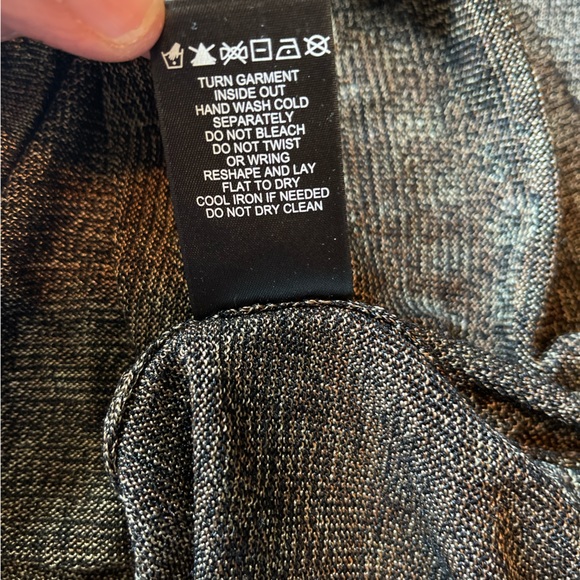 TURN GARMENT
INSIDE OUT
HAND WASH COLD
SEPARATELY
DO NOT BLEACH
DO NOT TWIST
OR WRING
RESHAPE AND LAY
FLAT TO DRY
COOL IRON IF NEEDED
DO NOT DRY CLEAN